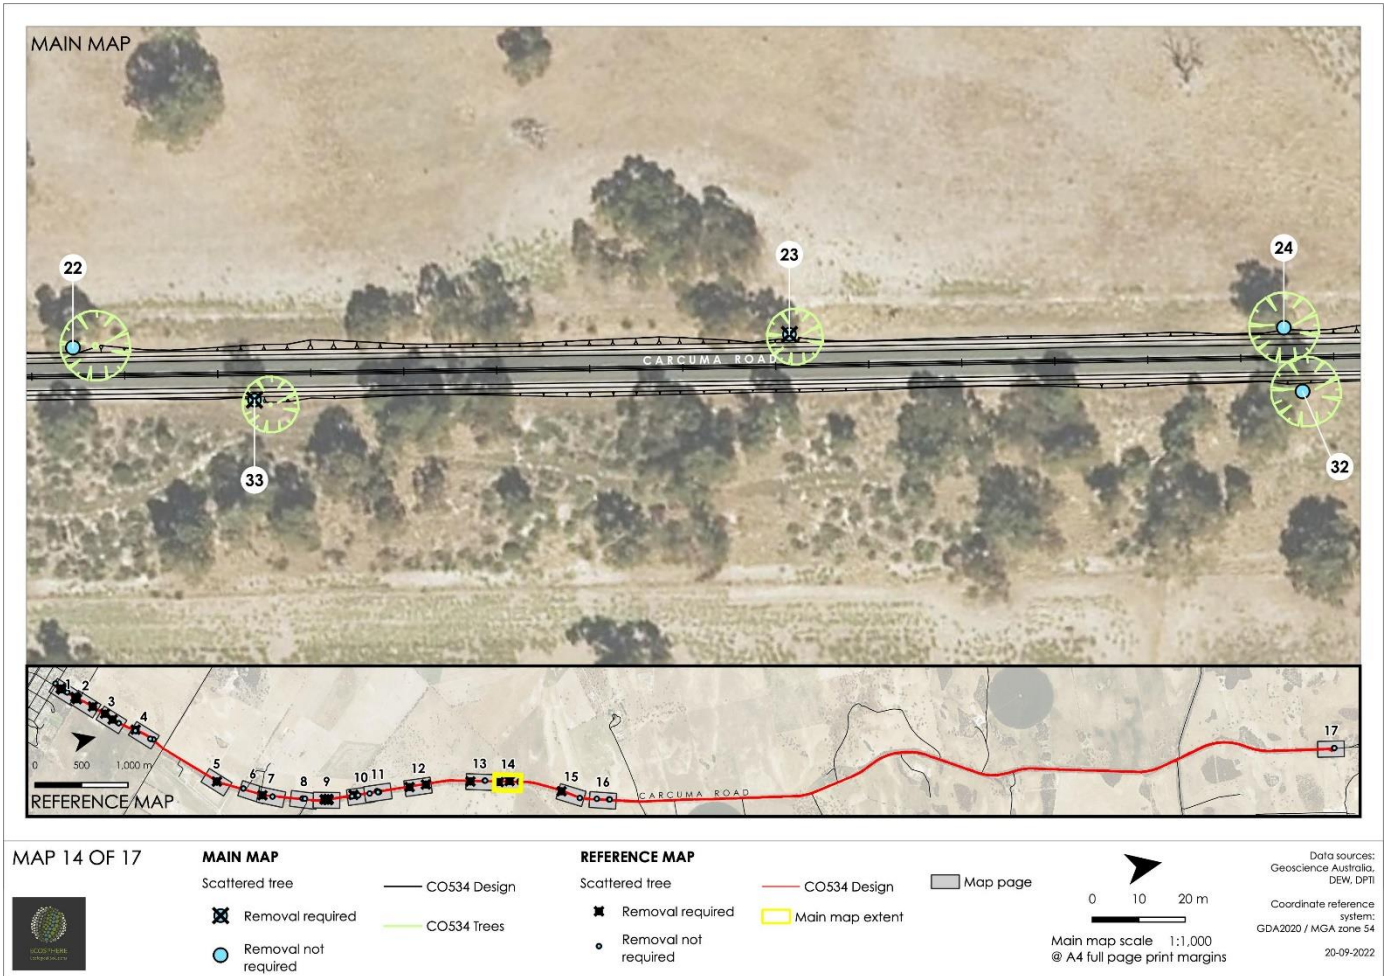 MAIN MAP
22
23
24
CARCUMA ROAD
33
32
1
2
3
4
5
6
7
8
9
10
11
12
13
14
15
16
17
0 500 1,000 m
CARCUMA ROAD
REFERENCE MAP
MAP 14 OF 17
MAIN MAP
Scattered tree
Removal required
Removal not
required
CO534 Design
CO534 Trees
REFERENCE MAP
Scattered tree
Removal required
Removal not
required
CO534 Design
Main map extent
Map page
0 10 20 m
Main map scale 1:1,000
@ A4 full page print margins
Data sources:
Geoscience Australia,
DEW, DPTI
Coordinate reference
system:
GDA2020 / MGA zone 54
20-09-2022
ECOSPHERE